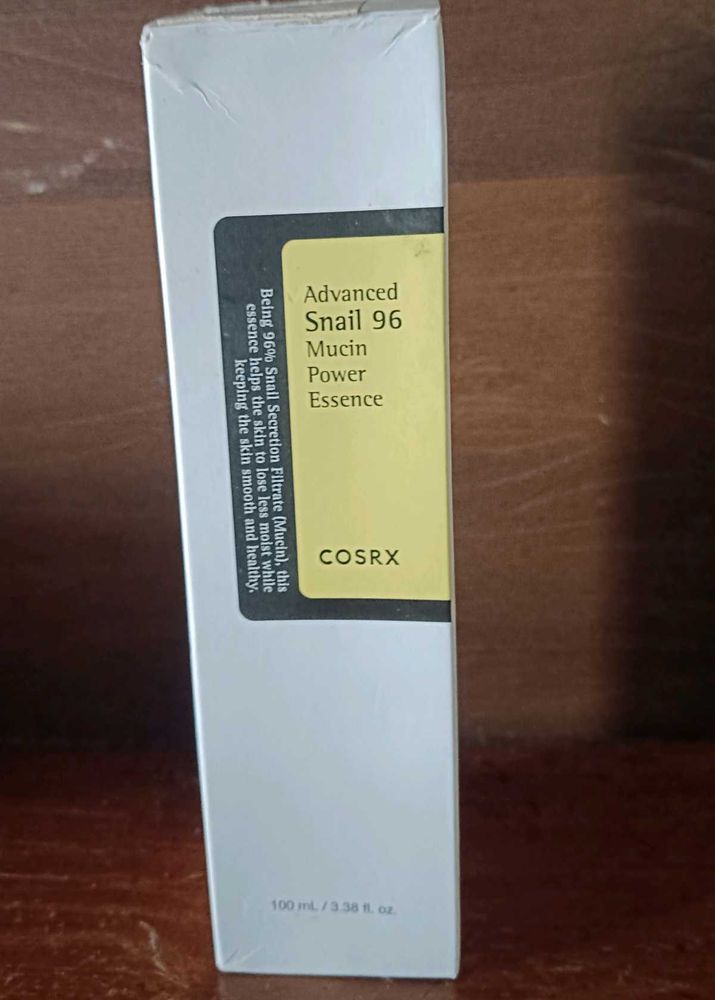 Advanced
Snail 96
Mucin
Power
Essence
COSRX
Being 96% Snail Secretion Filtrate (Mucin), this
essence helps the skin to lose less moist while
keeping the skin smooth and healthy.
100 mL / 3.38 fl. oz.